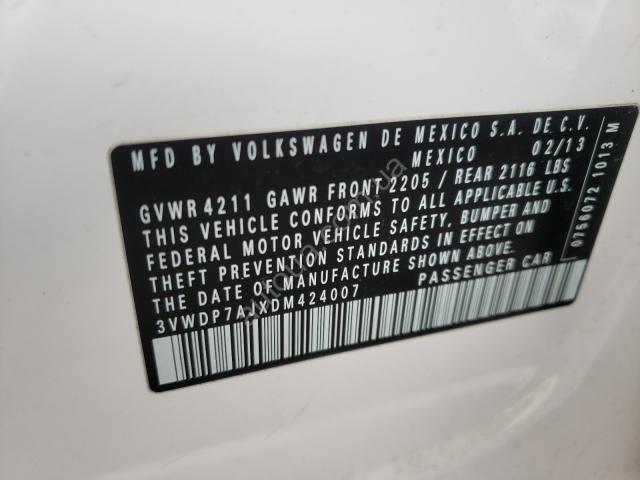 MFD BY VOLKSWAGEN DE MEXICO S.A. DE C.V.
MEXICO 02/13
GVWR 4211 GAWR FRONT 2205 / REAR 2116 LBS
THIS VEHICLE CONFORMS TO ALL APPLICABLE U.S.
FEDERAL MOTOR VEHICLE SAFETY, BUMPER AND
THEFT PREVENTION STANDARDS IN EFFECT ON
THE DATE OF MANUFACTURE SHOWN ABOVE.
3VWDP7AJXDM424007 PASSENGER CAR
0756072 1013 M